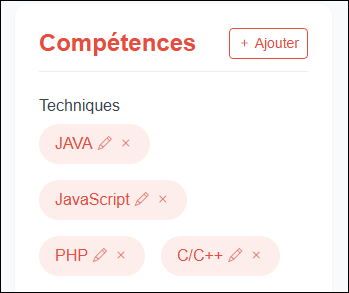 Compétences
+ Ajouter
Techniques
JAVA ×
JavaScript ×
PHP × C/C++ ×